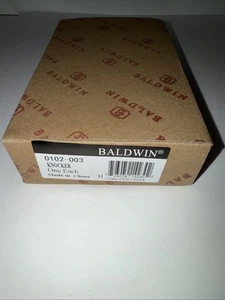 BALDWIN
BALDWIN
BALDWIN®
0102-003
KNOCKER
One Each
Made in China